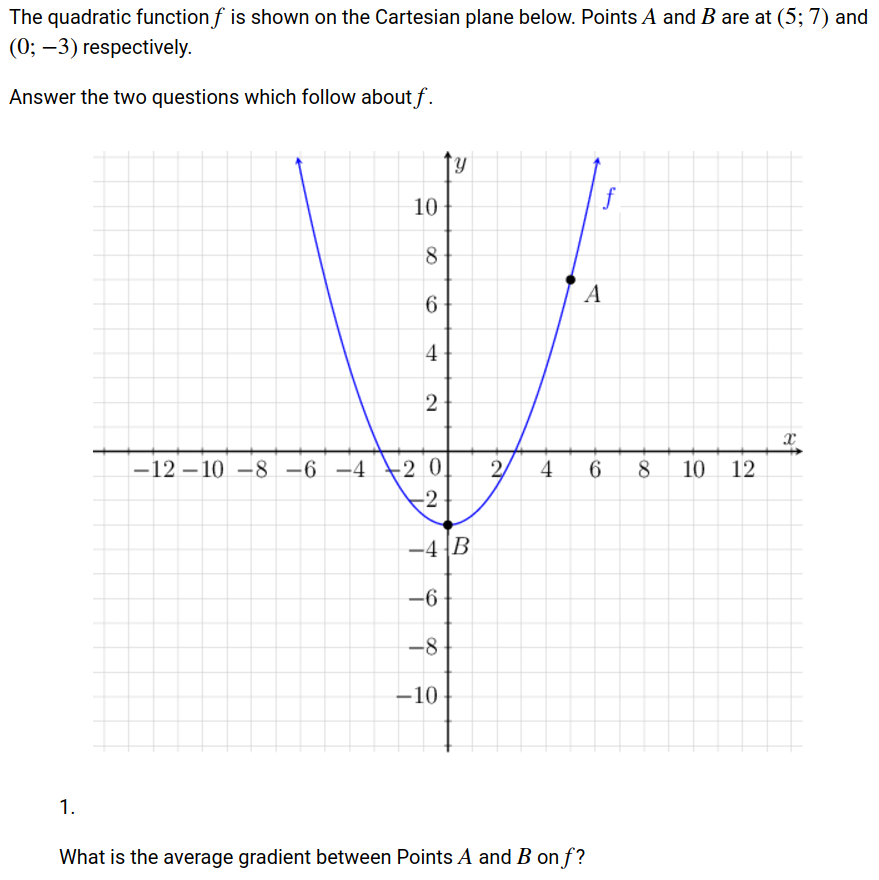 The quadratic function f is shown on the Cartesian plane below. Points A and B are at (5; 7) and
(0; −3) respectively.
Answer the two questions which follow about f.
y
10
f
8
A
6
4
2
x
−12 −10 −8 −6 −4 −2 0 2 4 6 8 10 12
−2
−4 B
−6
−8
−10
1.
What is the average gradient between Points A and B on f?